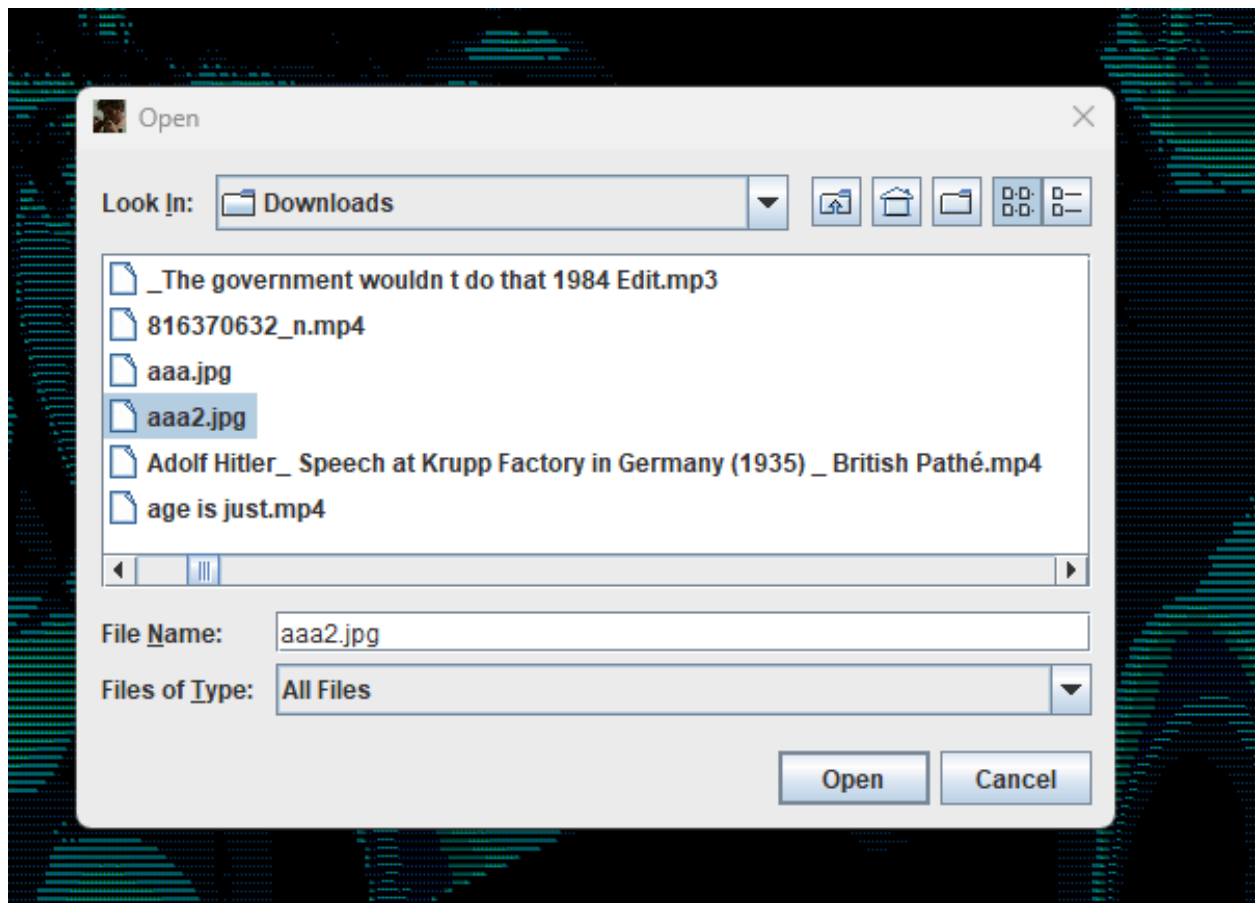 Open
Look In: Downloads
_The government wouldn t do that 1984 Edit.mp3
816370632_n.mp4
aaa.jpg
aaa2.jpg
Adolf Hitler_ Speech at Krupp Factory in Germany (1935) _ British Pathé.mp4
age is just.mp4
File Name: aaa2.jpg
Files of Type: All Files
Open Cancel